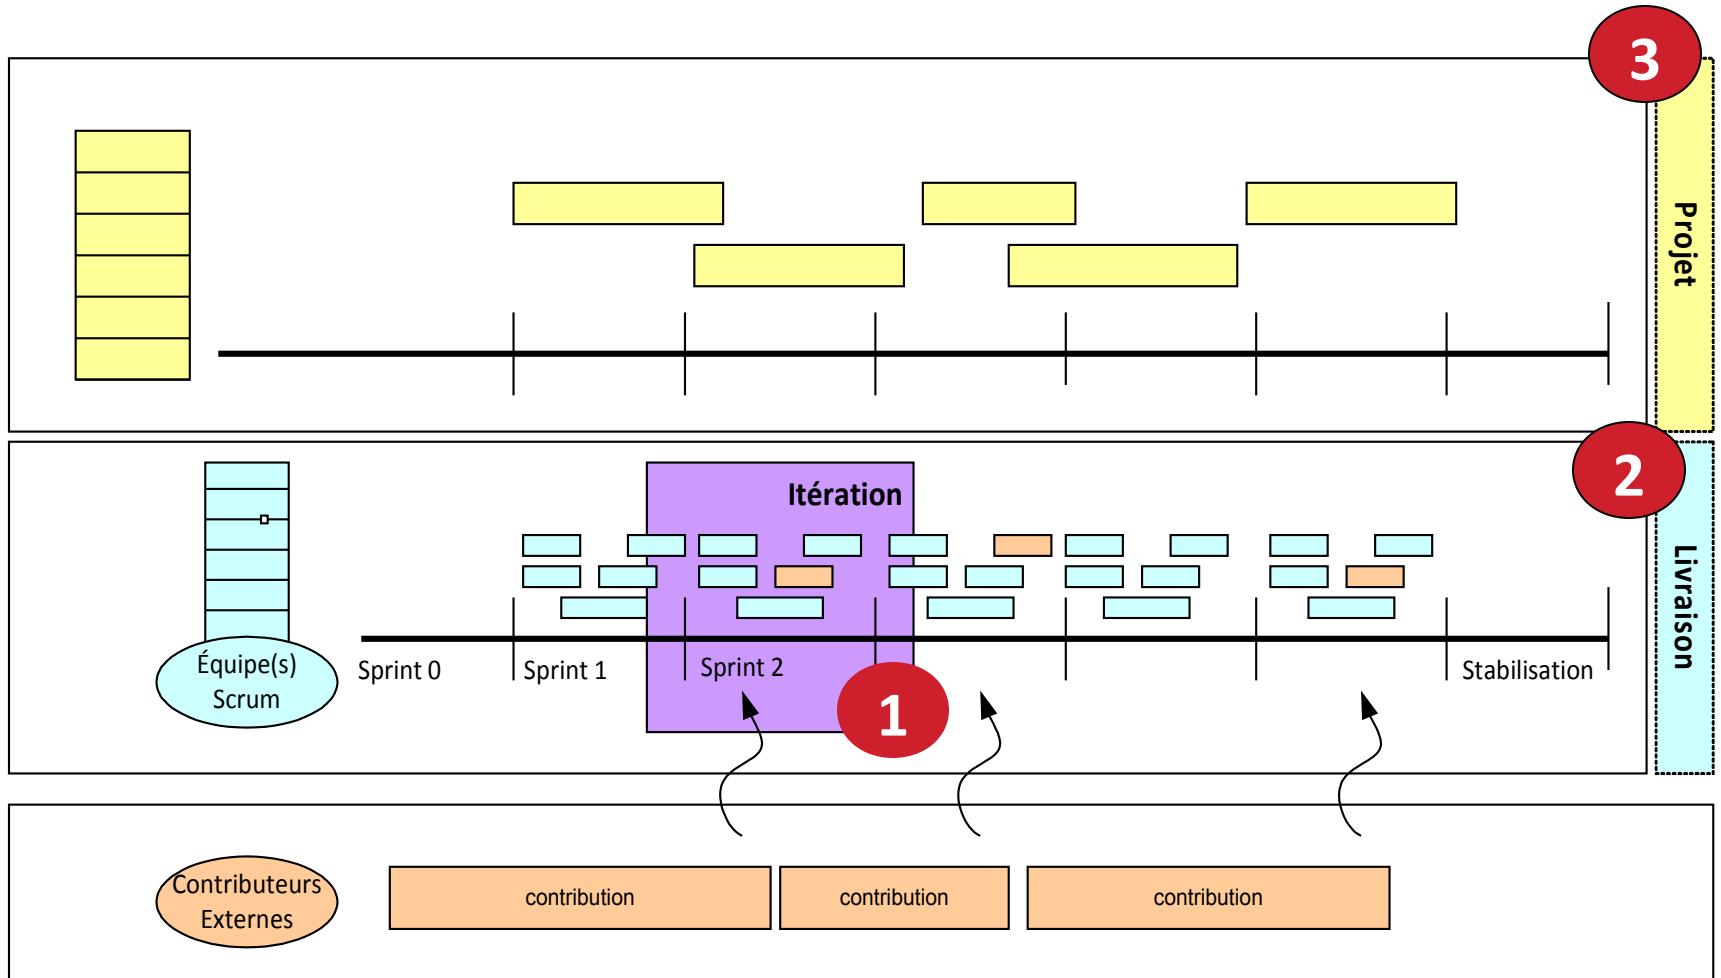 3
Projet
2
Itération
Livraison
Équipe(s)
Scrum
Sprint 0
Sprint 1
Sprint 2
Stabilisation
1
Contributeurs
Externes
contribution
contribution
contribution